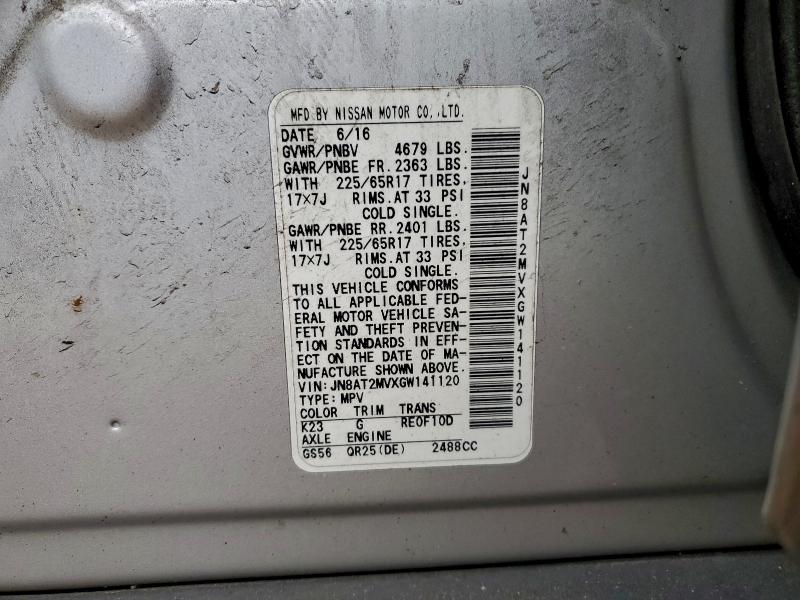 MFD BY NISSAN MOTOR CO.,LTD.
DATE 6/16
GVWR/PNBV 4679 LBS.
GAWR/PNBE FR. 2363 LBS.
WITH 225/65R17 TIRES,
17x7J RIMS.AT 33 PSI
COLD SINGLE.
GAWR/PNBE RR. 2401 LBS.
WITH 225/65R17 TIRES,
17x7J RIMS.AT 33 PSI
COLD SINGLE.
THIS VEHICLE CONFORMS
TO ALL APPLICABLE FED-
ERAL MOTOR VEHICLE SA-
FETY AND THEFT PREVEN-
TION STANDARDS IN EFF-
ECT ON THE DATE OF MA-
NUFACTURE SHOWN ABOVE.
VIN: JN8AT2MVXGW141120
TYPE: MPV
COLOR TRIM TRANS
K23 G RE0F10D
AXLE ENGINE
GS56 QR25(DE) 2488CC
JN8AT2MVXGW141120